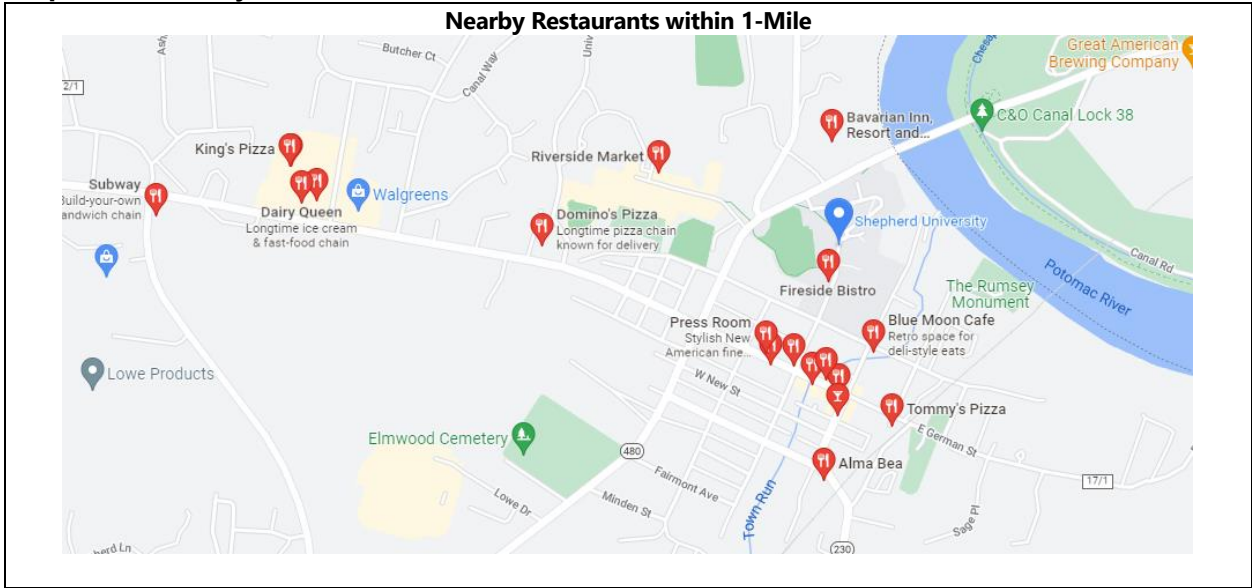 Nearby Restaurants within 1-Mile
Great American
Brewing Company
Butcher Ct
Canal Way
2/1
C&O Canal Lock 38
Bavarian Inn,
Resort and...
King's Pizza
Riverside Market
Subway
Build-your-own
andwich chain
Walgreens
Dairy Queen
Longtime ice cream
& fast-food chain
Domino's Pizza
Longtime pizza chain
known for delivery
Shepherd University
Canal Rd
Potomac River
Fireside Bistro
The Rumsey
Monument
Press Room
Stylish New
American fine...
Blue Moon Cafe
Retro space for
deli-style eats
Lowe Products
W New St
Tommy's Pizza
E German St
Elmwood Cemetery
480
Alma Bea
Fairmont Ave
17/1
Lowe Dr
Minden St
Town Run
Sage Pl
230